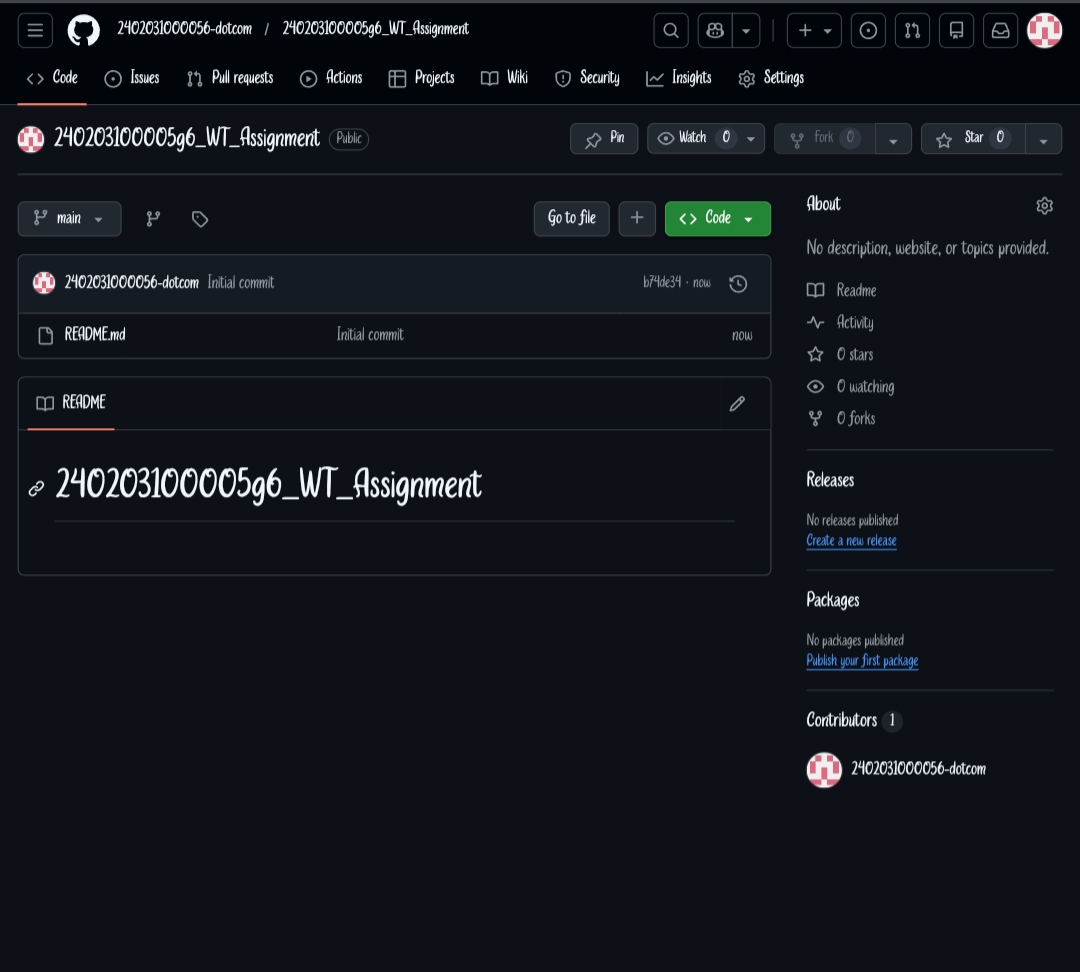 2402031000056-dotcom / 240203100005g6_WT_Assignment
Code Issues Pull requests Actions Projects Wiki Security Insights Settings
240203100005g6_WT_Assignment Public Pin Watch 0 Fork 0 Star 0
main Go to file Code
2402031000056-dotcom Initial commit b74de34 · now
README.md Initial commit now
README
240203100005g6_WT_Assignment
About
No description, website, or topics provided.
Readme
Activity
0 stars
0 watching
0 forks
Releases
No releases published
Create a new release
Packages
No packages published
Publish your first package
Contributors 1
2402031000056-dotcom